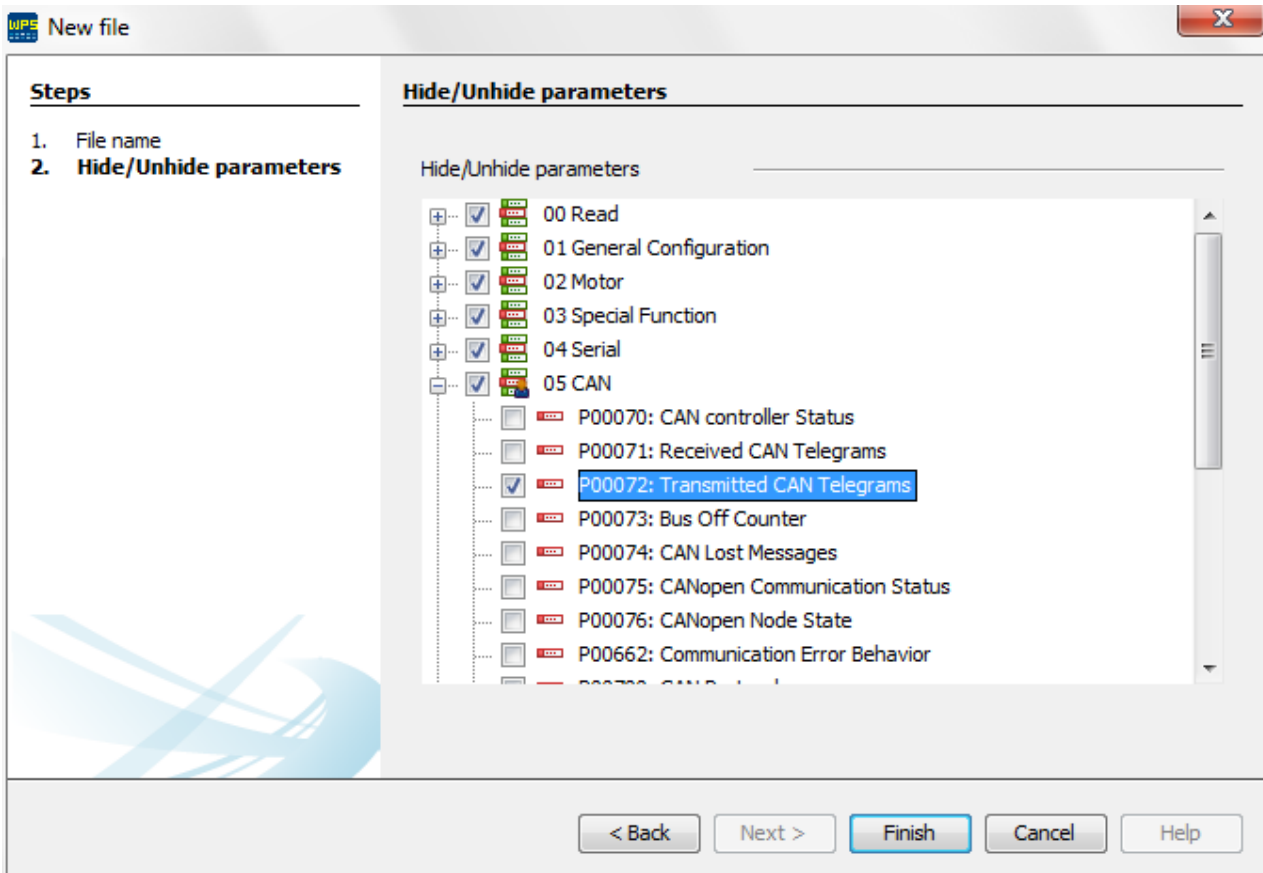 WPS New file
Steps
1. File name
2. Hide/Unhide parameters
Hide/Unhide parameters
Hide/Unhide parameters
00 Read
01 General Configuration
02 Motor
03 Special Function
04 Serial
05 CAN
P00070: CAN controller Status
P00071: Received CAN Telegrams
P00072: Transmitted CAN Telegrams
P00073: Bus Off Counter
P00074: CAN Lost Messages
P00075: CANopen Communication Status
P00076: CANopen Node State
P00662: Communication Error Behavior
< Back Next > Finish Cancel Help